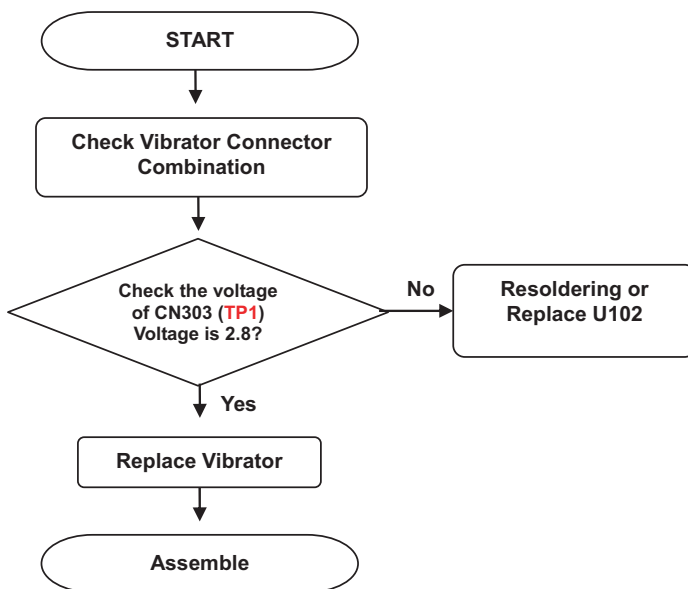 START
Check Vibrator Connector
Combination
Check the voltage
of CN303 (TP1)
Voltage is 2.8?
No
Resoldering or
Replace U102
Yes
Replace Vibrator
Assemble